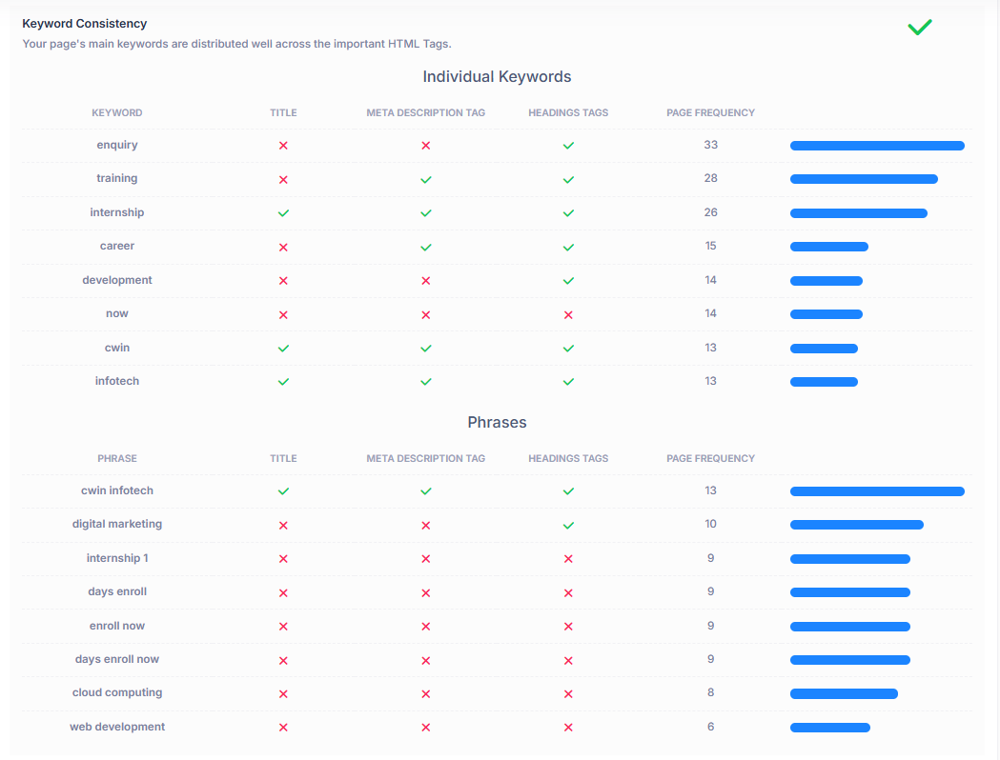 Keyword Consistency
Your page's main keywords are distributed well across the important HTML Tags.
Individual Keywords
KEYWORD TITLE META DESCRIPTION TAG HEADINGS TAGS PAGE FREQUENCY
enquiry 33
training 28
internship 26
career 15
development 14
now 14
cwin 13
infotech 13
Phrases
PHRASE TITLE META DESCRIPTION TAG HEADINGS TAGS PAGE FREQUENCY
cwin infotech 13
digital marketing 10
internship 1 9
days enroll 9
enroll now 9
days enroll now 9
cloud computing 8
web development 6